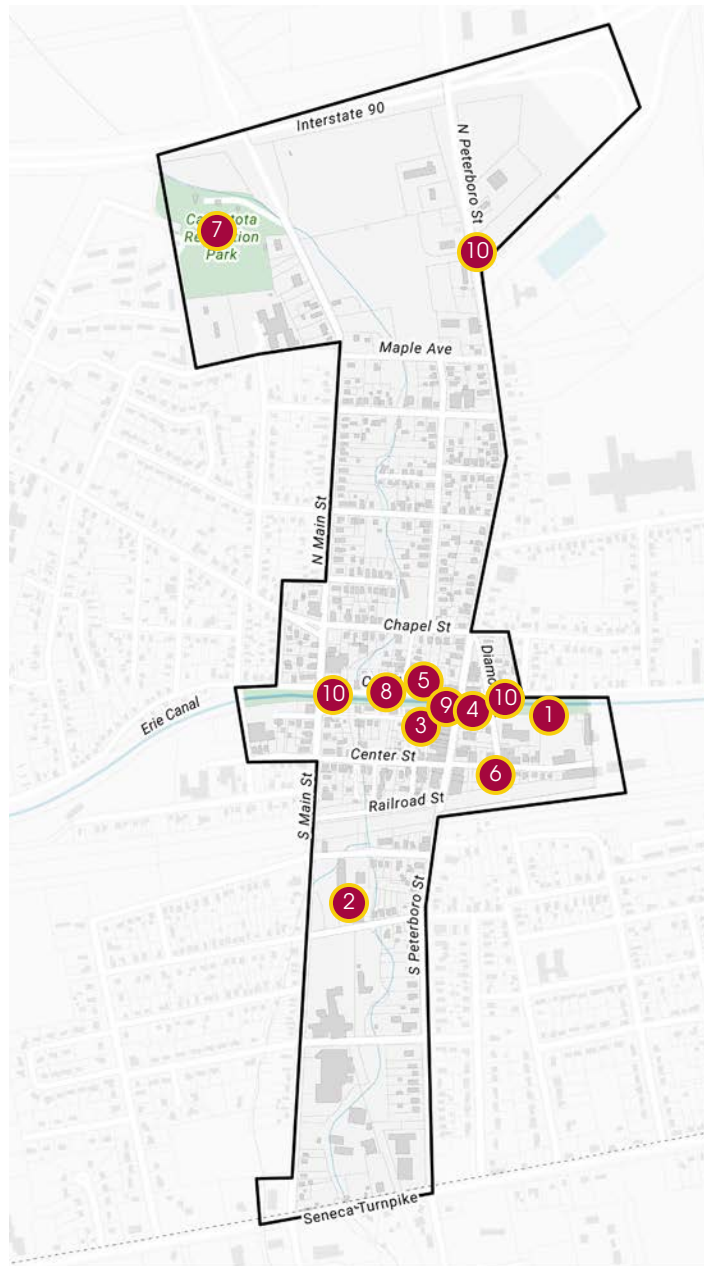 Interstate 90
N Peterboro St
7
Park
10
Maple Ave
N Main St
Chapel St
5
10
8
10
9
4
1
3
Erie Canal
Center St
6
Railroad St
S Main St
2
S Peterboro St
Seneca Turnpike